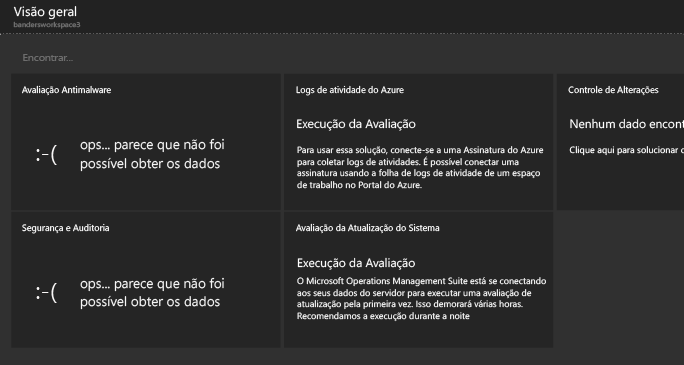 Visão geral
bandersworkspace3
Encontrar...
Avaliação Antimalware
:-(
ops... parece que não foi
possível obter os dados
Logs de atividade do Azure
Execução da Avaliação
Para usar essa solução, conecte-se a uma Assinatura do Azure
para coletar logs de atividades. É possível conectar uma
assinatura usando a folha de logs de atividade de um espaço
de trabalho no Portal do Azure.
Controle de Alterações
Nenhum dado encont
Clique aqui para solucionar
Segurança e Auditoria
:-(
ops... parece que não foi
possível obter os dados
Avaliação da Atualização do Sistema
Execução da Avaliação
O Microsoft Operations Management Suite está se conectando
aos seus dados do servidor para executar uma avaliação de
atualização pela primeira vez. Isso demorará várias horas.
Recomendamos a execução durante a noite